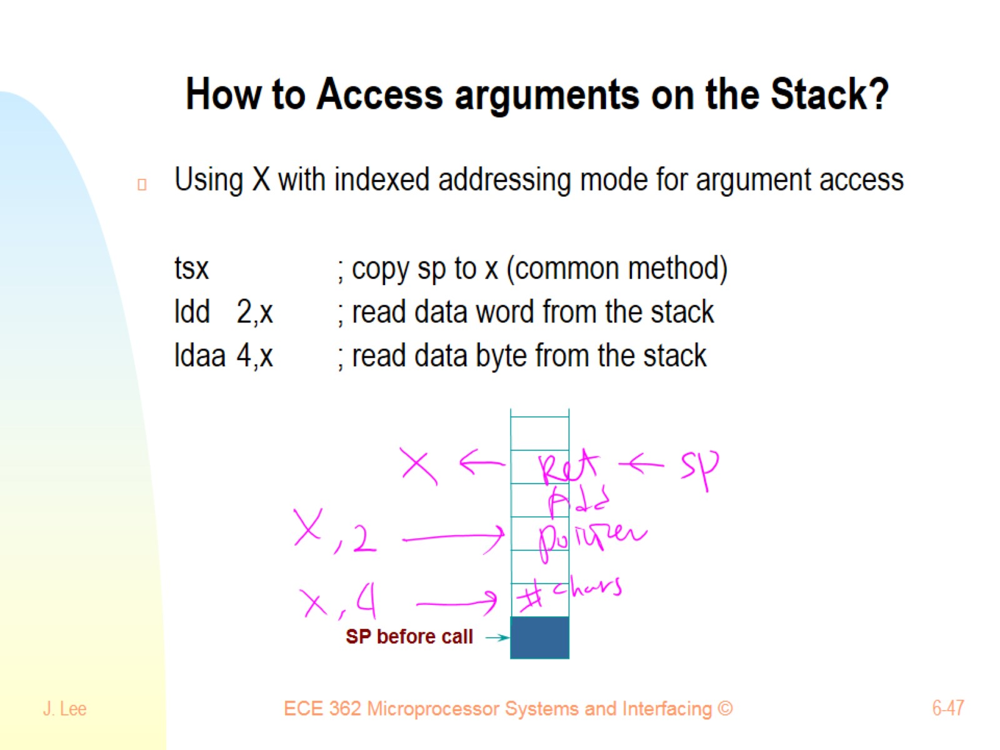 How to Access arguments on the Stack?
Using X with indexed addressing mode for argument access
tsx ; copy sp to x (common method)
ldd 2,x ; read data word from the stack
ldaa 4,x ; read data byte from the stack
X ← Ret ← SP
Add
X,2 → pointer
X,4 → # chars
SP before call
J. Lee
ECE 362 Microprocessor Systems and Interfacing ©
6-47